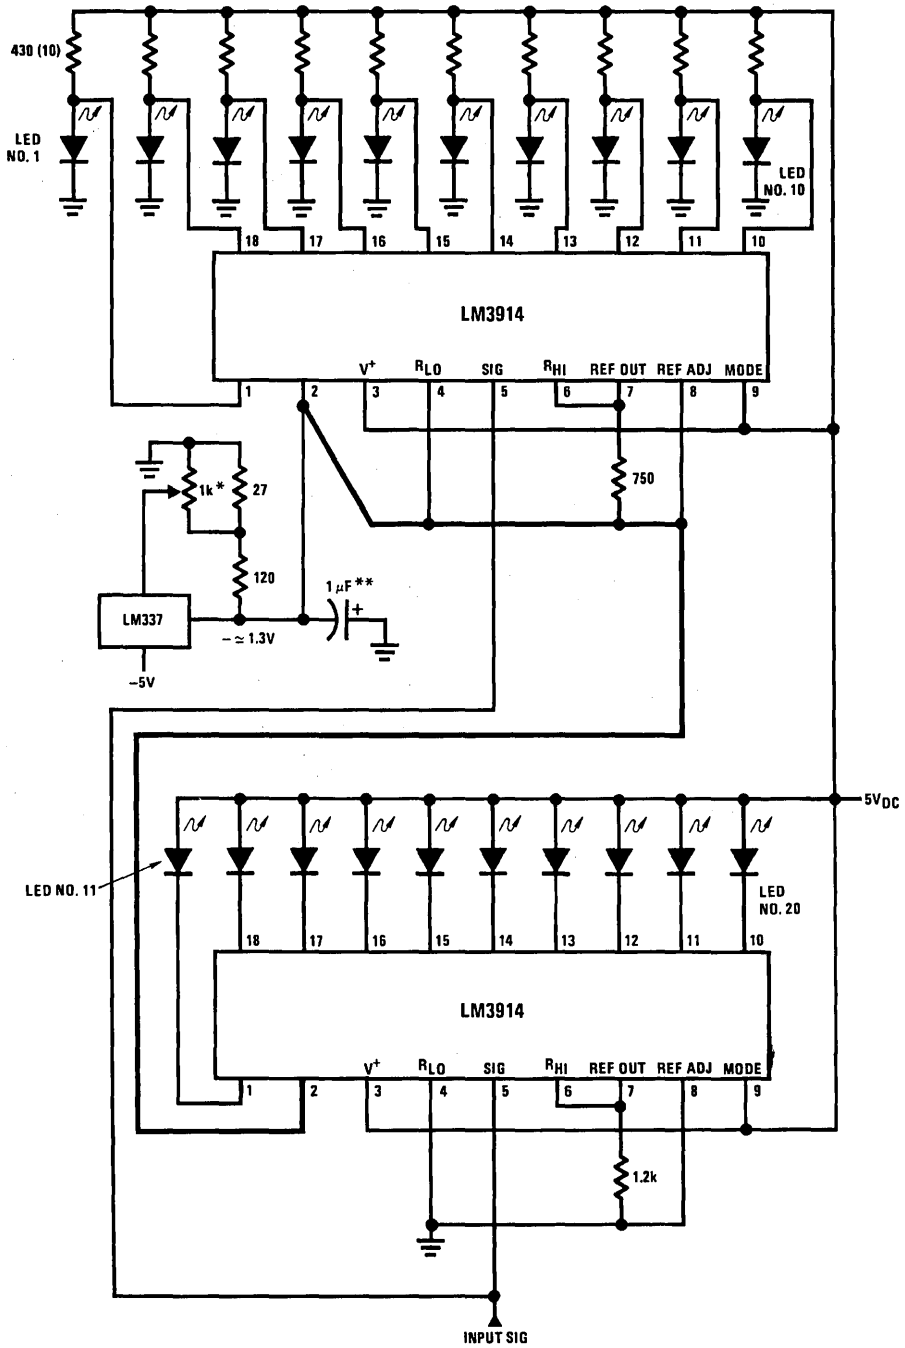 430 (10)
LED
NO. 1
LED
NO. 10
18 17 16 15 14 13 12 11 10
LM3914
V+ RLO SIG RHI REF OUT REF ADJ MODE
1 2 3 4 5 6 7 8 9
1k* 27
750
120
1 µF**
+
LM337
− ≃ 1.3V
−5V
5VDC
LED NO. 11
LED
NO. 20
18 17 16 15 14 13 12 11 10
LM3914
V+ RLO SIG RHI REF OUT REF ADJ MODE
1 2 3 4 5 6 7 8 9
1.2k
INPUT SIG